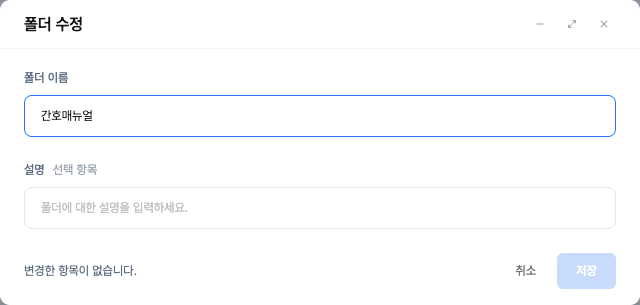 폴더 수정
폴더 이름
간호매뉴얼
설명 선택 항목
폴더에 대한 설명을 입력하세요.
변경한 항목이 없습니다. 취소 저장